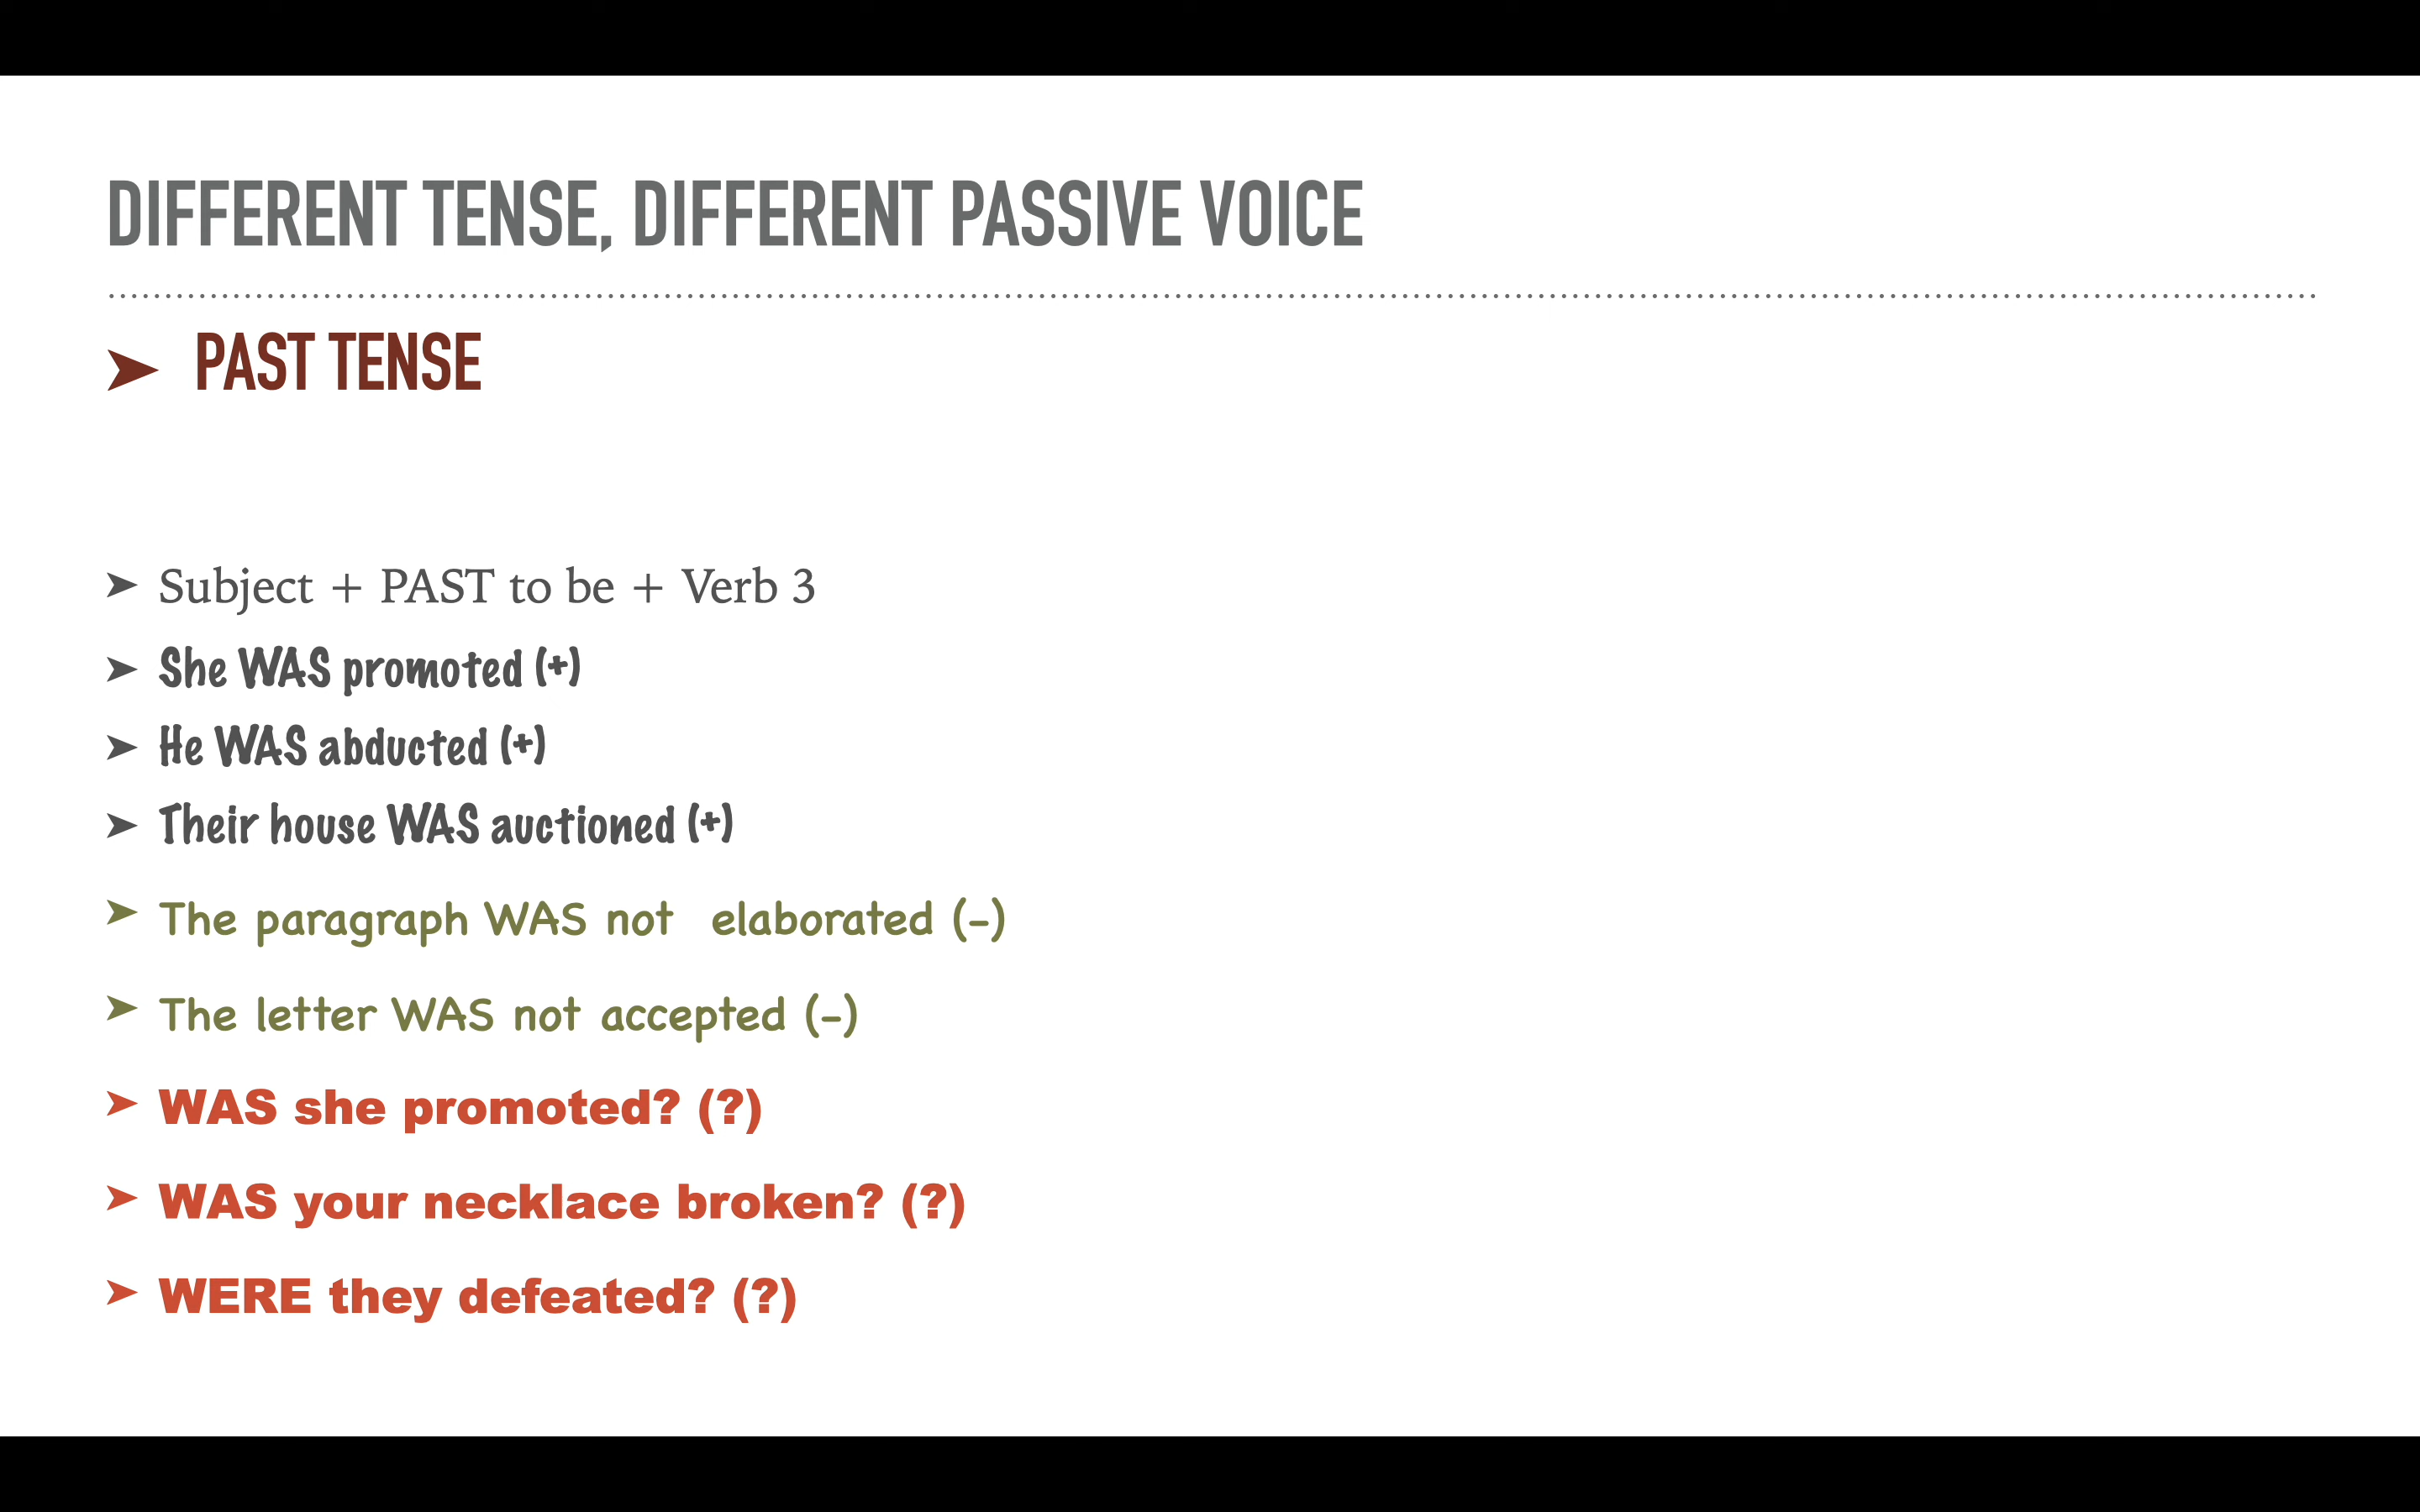 DIFFERENT TENSE, DIFFERENT PASSIVE VOICE
➤ PAST TENSE
➤ Subject + PAST to be + Verb 3
➤ She WAS promoted (+)
➤ He WAS abducted (+)
➤ Their house WAS auctioned (+)
➤ The paragraph WAS not elaborated (-)
➤ The letter WAS not accepted (-)
➤ WAS she promoted? (?)
➤ WAS your necklace broken? (?)
➤ WERE they defeated? (?)